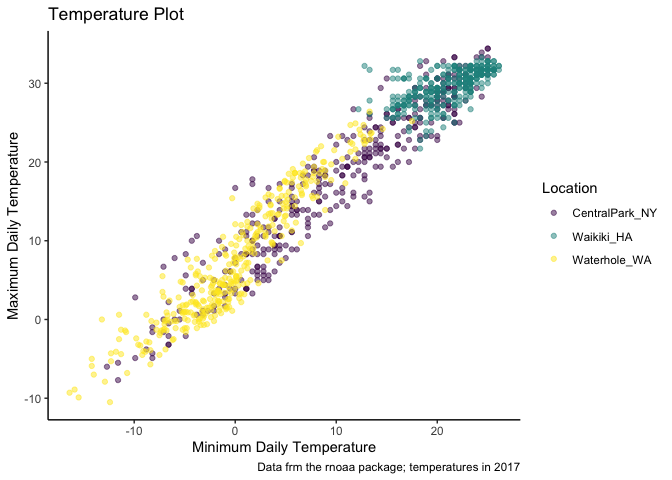 Temperature Plot
Maximum Daily Temperature
30
20
10
0
-10
-10
0
10
20
Minimum Daily Temperature
Location
CentralPark_NY
Waikiki_HA
Waterhole_WA
Data frm the rnoaa package; temperatures in 2017